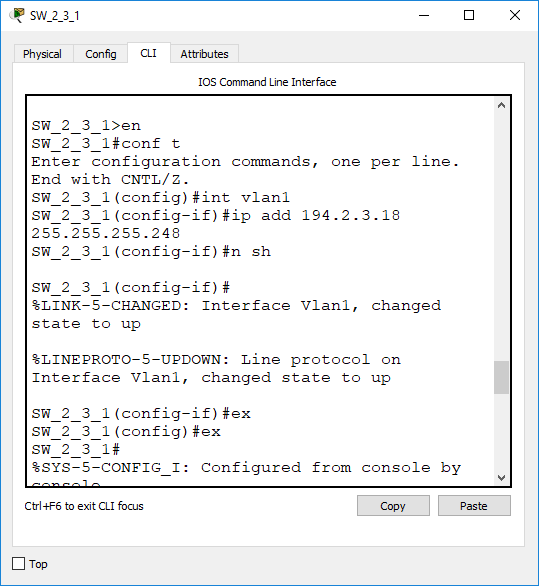 SW_2_3_1
Physical
Config
CLI
Attributes
IOS Command Line Interface
SW_2_3_1>en
SW_2_3_1#conf t
Enter configuration commands, one per line.
End with CNTL/Z.
SW_2_3_1(config)#int vlan1
SW_2_3_1(config-if)#ip add 194.2.3.18
255.255.255.248
SW_2_3_1(config-if)#n sh
SW_2_3_1(config-if)#
%LINK-5-CHANGED: Interface Vlan1, changed
state to up
%LINEPROTO-5-UPDOWN: Line protocol on
Interface Vlan1, changed state to up
SW_2_3_1(config-if)#ex
SW_2_3_1(config)#ex
SW_2_3_1#
%SYS-5-CONFIG_I: Configured from console by
console
Ctrl+F6 to exit CLI focus
Copy
Paste
Top